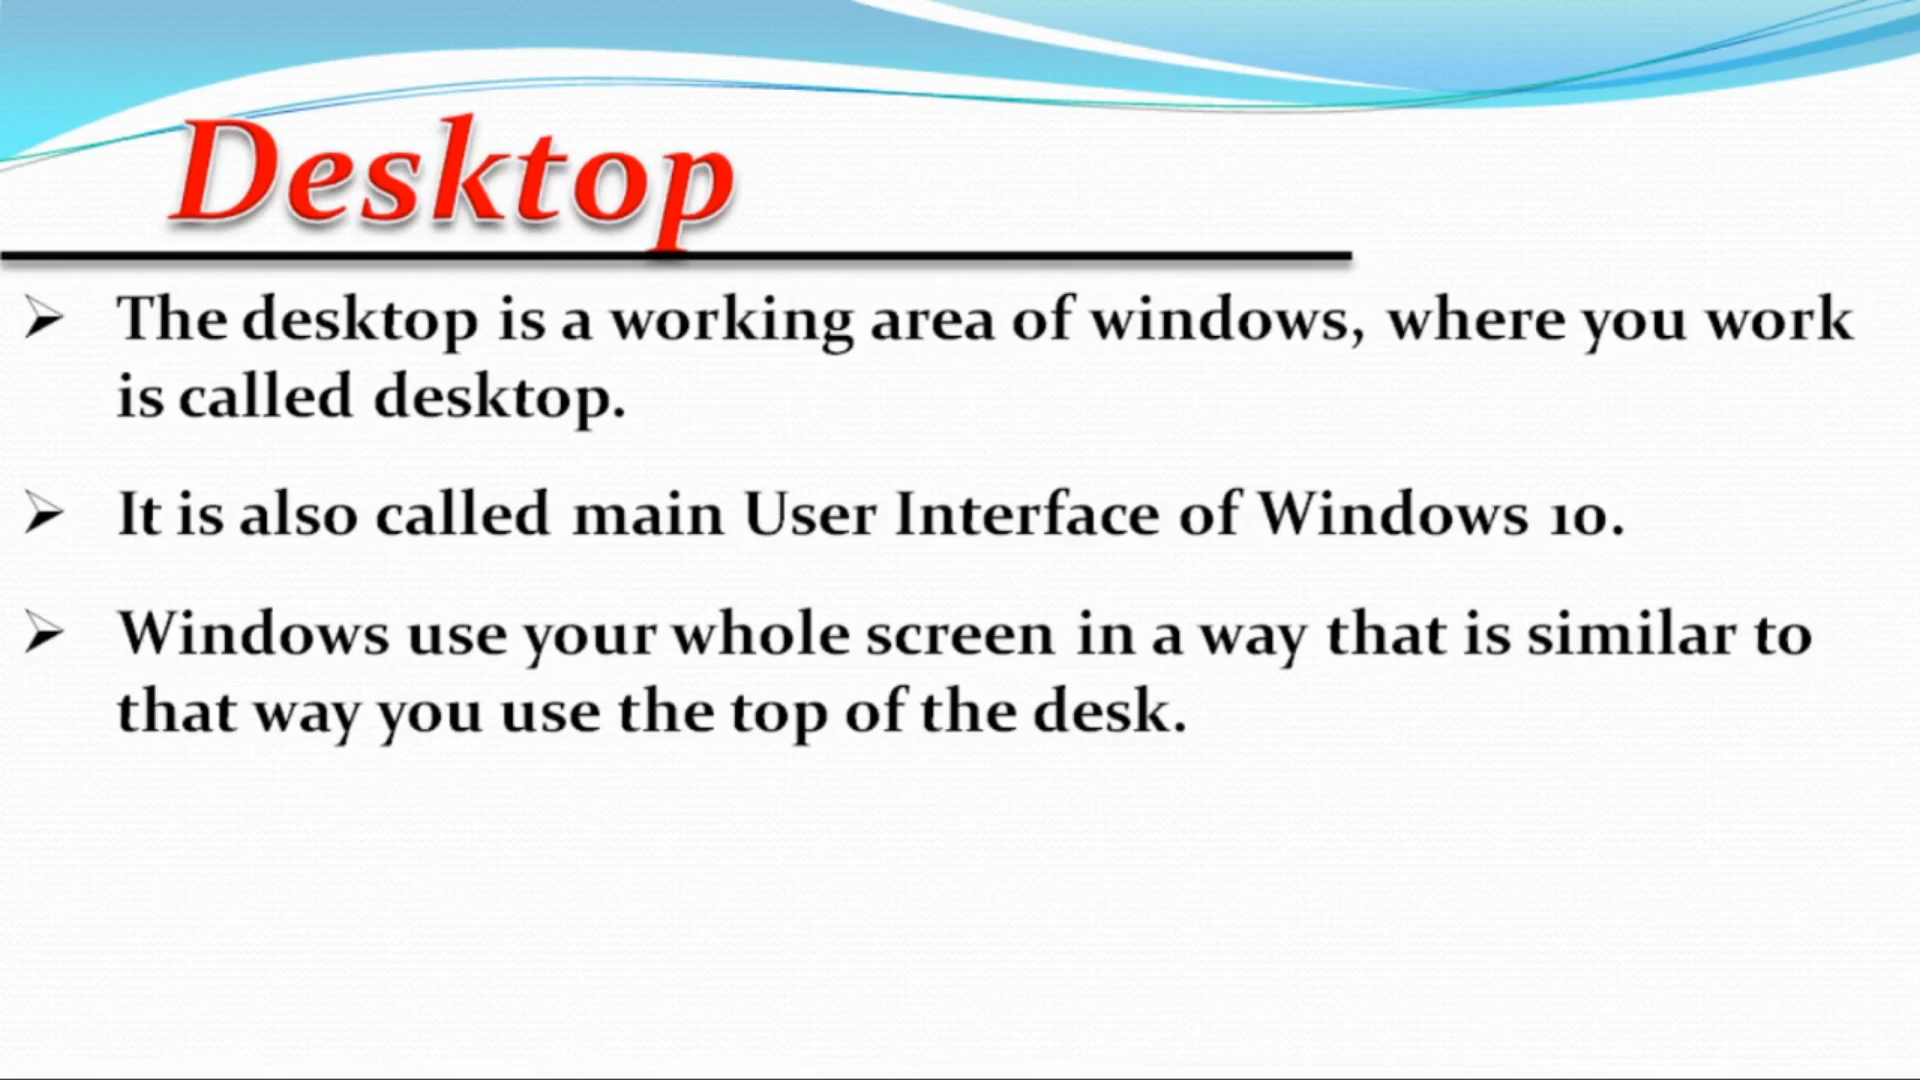 Desktop
The desktop is a working area of windows, where you work
is called desktop.
It is also called main User Interface of Windows 10.
Windows use your whole screen in a way that is similar to
that way you use the top of the desk.